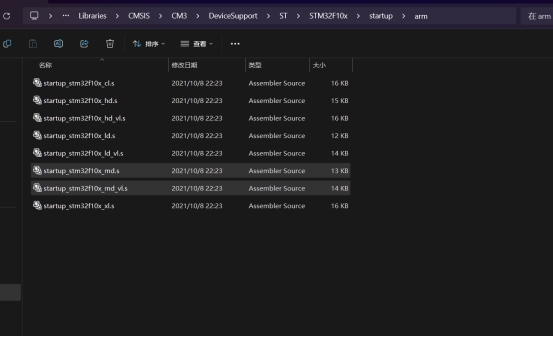 Libraries > CMSIS > CM3 > DeviceSupport > ST > STM32F10x > startup > arm
在 arm
排序 查看
名称 修改日期 类型 大小
startup_stm32f10x_cl.s 2021/10/8 22:23 Assembler Source 16 KB
startup_stm32f10x_hd.s 2021/10/8 22:23 Assembler Source 15 KB
startup_stm32f10x_hd_vl.s 2021/10/8 22:23 Assembler Source 16 KB
startup_stm32f10x_ld.s 2021/10/8 22:23 Assembler Source 12 KB
startup_stm32f10x_ld_vl.s 2021/10/8 22:23 Assembler Source 14 KB
startup_stm32f10x_md.s 2021/10/8 22:23 Assembler Source 13 KB
startup_stm32f10x_md_vl.s 2021/10/8 22:23 Assembler Source 14 KB
startup_stm32f10x_xl.s 2021/10/8 22:23 Assembler Source 16 KB